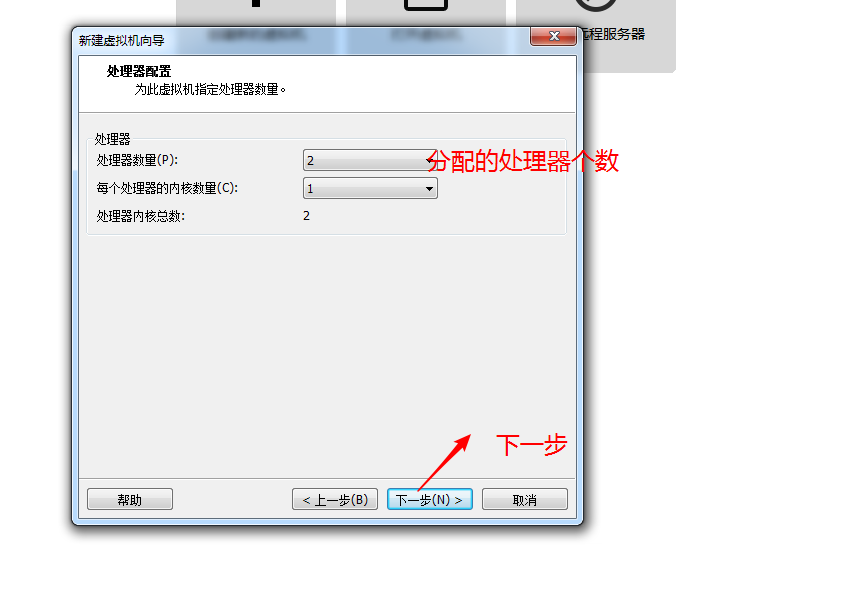 远程服务器
新建虚拟机向导
处理器配置
为此虚拟机指定处理器数量。
处理器
处理器数量(P):
2
分配的处理器个数
每个处理器的内核数量(C):
1
处理器内核总数:
2
下一步
帮助
< 上一步(B)
下一步(N) >
取消